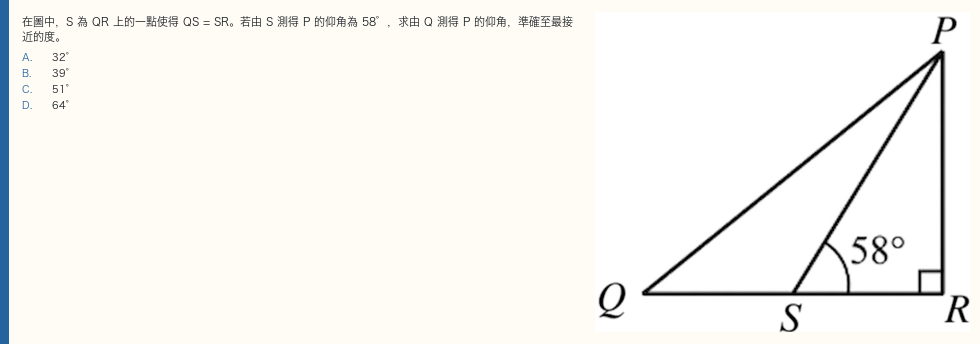 在圖中，S 為 QR 上的一點使得 QS = SR。若由 S 測得 P 的仰角為 58°，求由 Q 測得 P 的仰角，準確至最接
近的度。
A. 32°
B. 39°
C. 51°
D. 64°
P
58°
Q
S
R